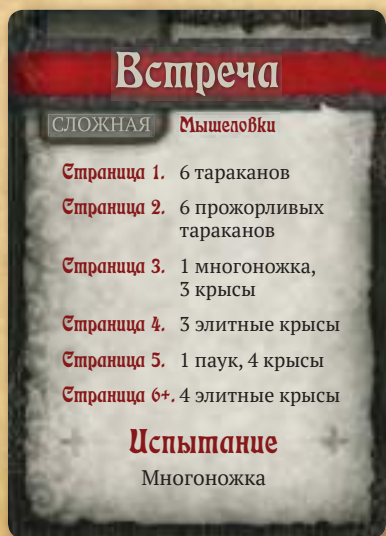 Встреча
СЛОЖНАЯ Мышеловки
Страница 1. 6 тараканов
Страница 2. 6 прожорливых
тараканов
Страница 3. 1 многоножка,
3 крысы
Страница 4. 3 элитные крысы
Страница 5. 1 паук, 4 крысы
Страница 6+. 4 элитные крысы
Испытание
Многоножка